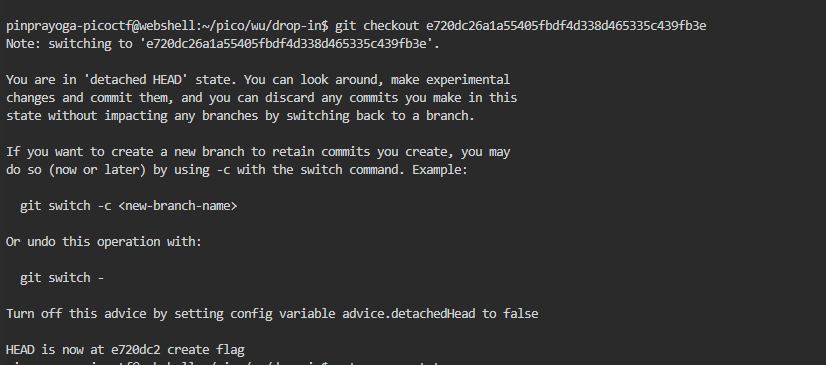 pinprayoga-picoctf@webshell:~/pico/wu/drop-in$ git checkout e720dc26a1a55405fbdf4d338d465335c439fb3e
Note: switching to 'e720dc26a1a55405fbdf4d338d465335c439fb3e'.
You are in 'detached HEAD' state. You can look around, make experimental
changes and commit them, and you can discard any commits you make in this
state without impacting any branches by switching back to a branch.
If you want to create a new branch to retain commits you create, you may
do so (now or later) by using -c with the switch command. Example:
git switch -c <new-branch-name>
Or undo this operation with:
git switch -
Turn off this advice by setting config variable advice.detachedHead to false
HEAD is now at e720dc2 create flag